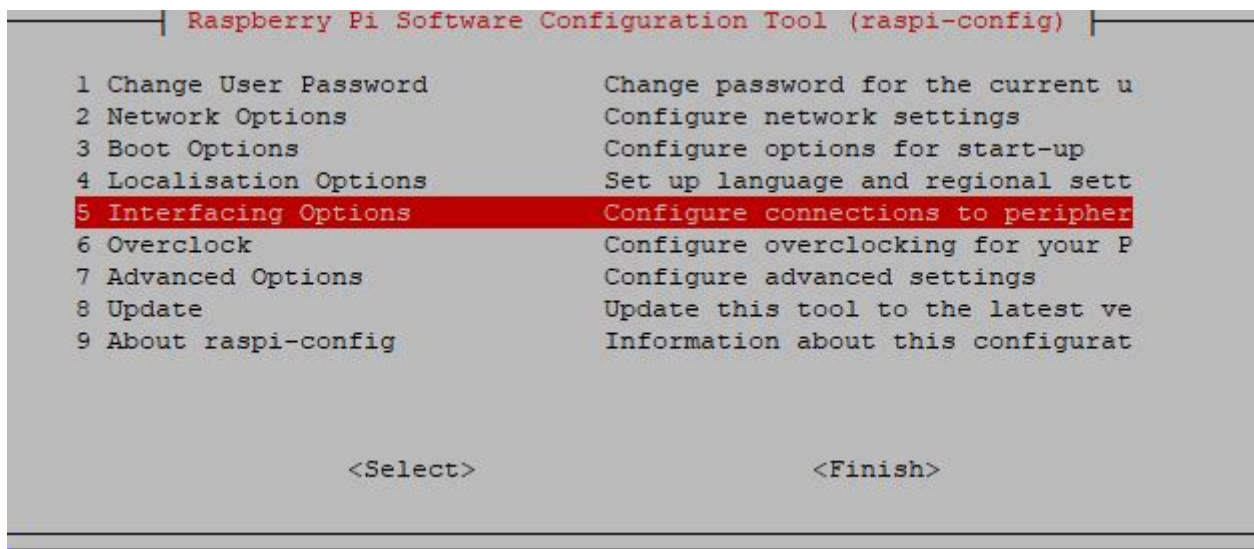 Raspberry Pi Software Configuration Tool (raspi-config)
1 Change User Password Change password for the current u
2 Network Options Configure network settings
3 Boot Options Configure options for start-up
4 Localisation Options Set up language and regional sett
5 Interfacing Options Configure connections to peripher
6 Overclock Configure overclocking for your P
7 Advanced Options Configure advanced settings
8 Update Update this tool to the latest ve
9 About raspi-config Information about this configurat
<Select> <Finish>